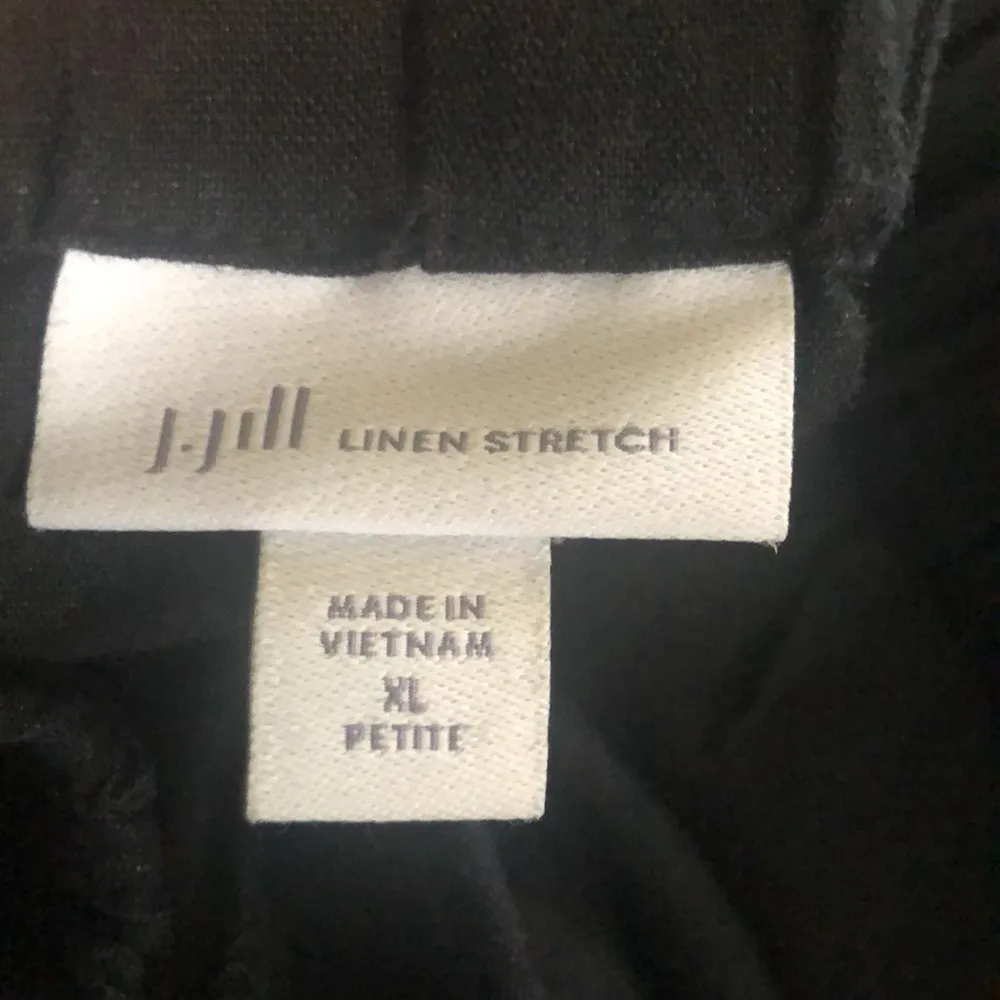 J.Jill LINEN STRETCH
MADE IN
VIETNAM
XL
PETITE